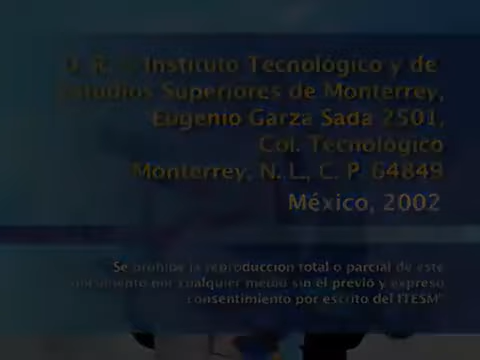 D. R. © Instituto Tecnológico y de
Estudios Superiores de Monterrey,
Eugenio Garza Sada 2501,
Col. Tecnológico
Monterrey, N. L., C. P. 64849
México, 2002
Se prohíbe la reproducción total o parcial de este
documento por cualquier medio sin el previo y expreso
consentimiento por escrito del ITESM"